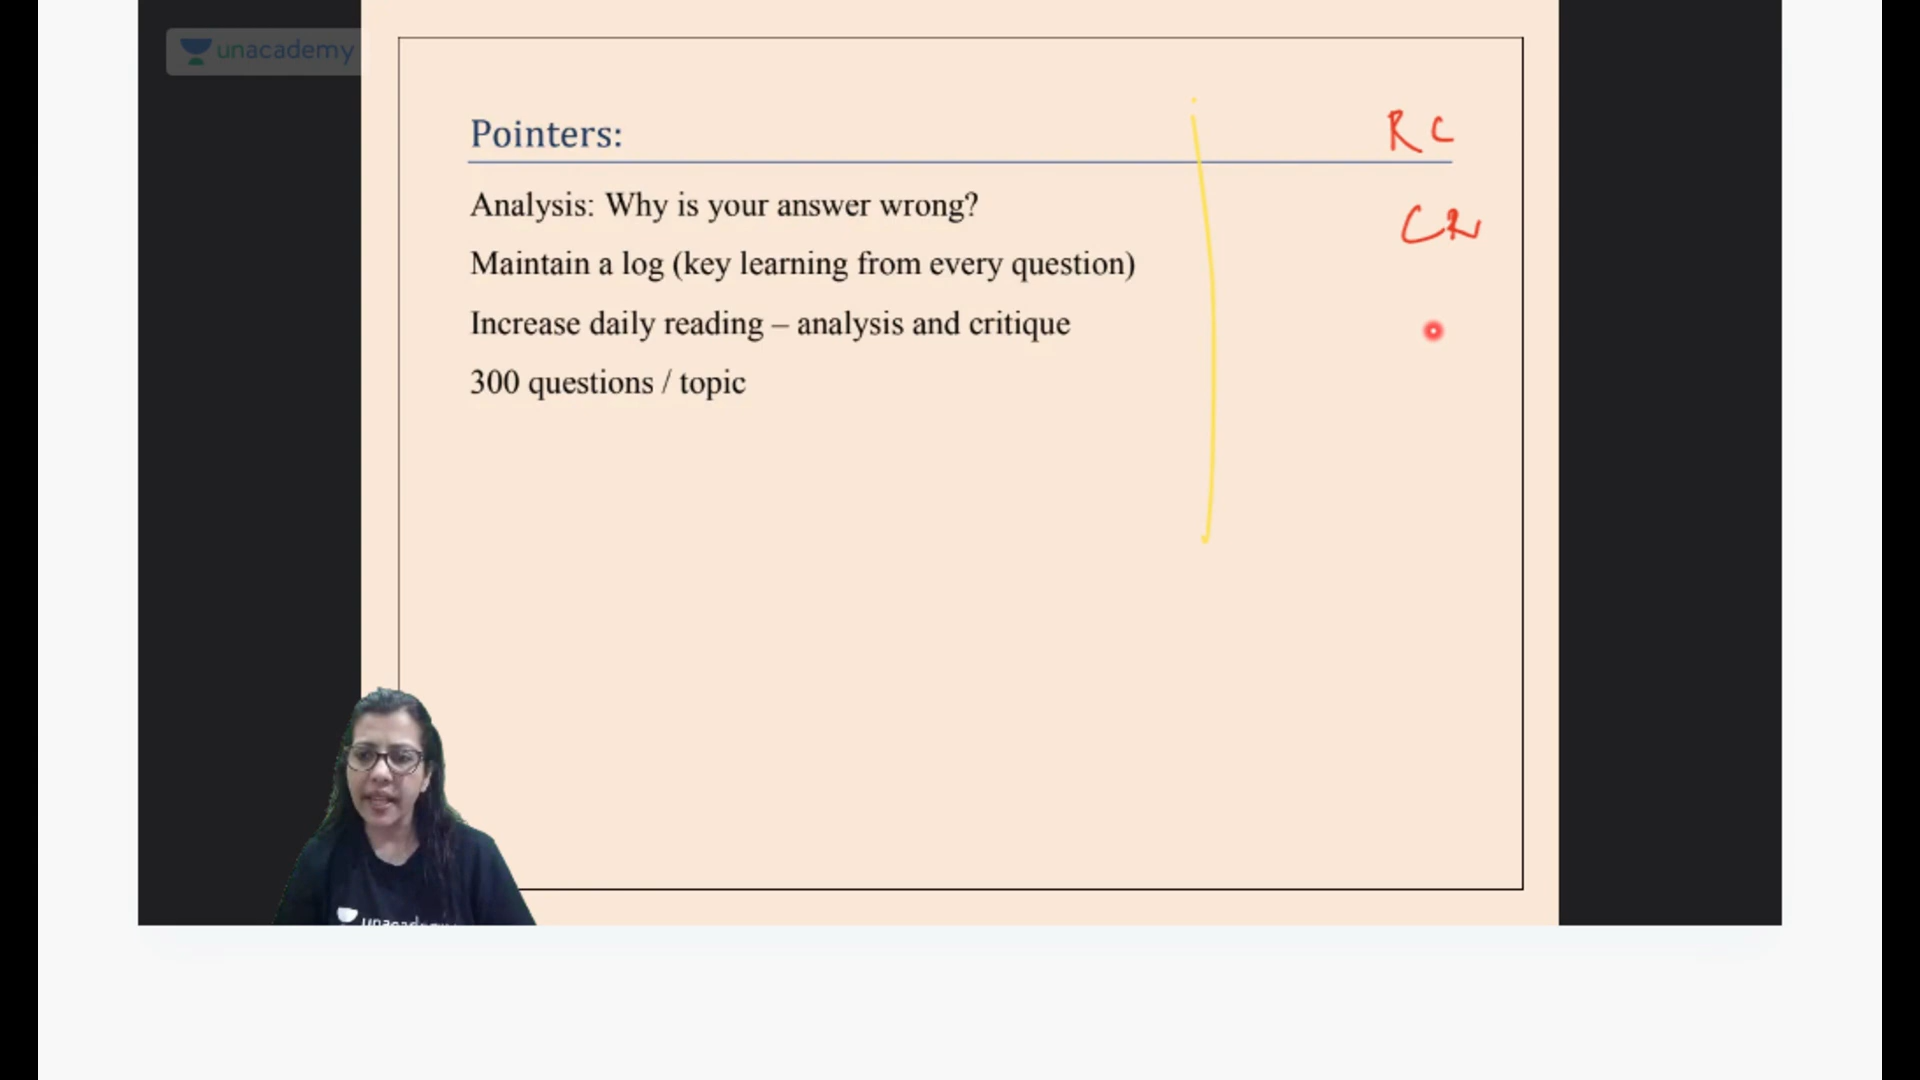 unacademy
Pointers:
RC
Analysis: Why is your answer wrong?
CR
Maintain a log (key learning from every question)
Increase daily reading – analysis and critique
300 questions / topic
unacademy